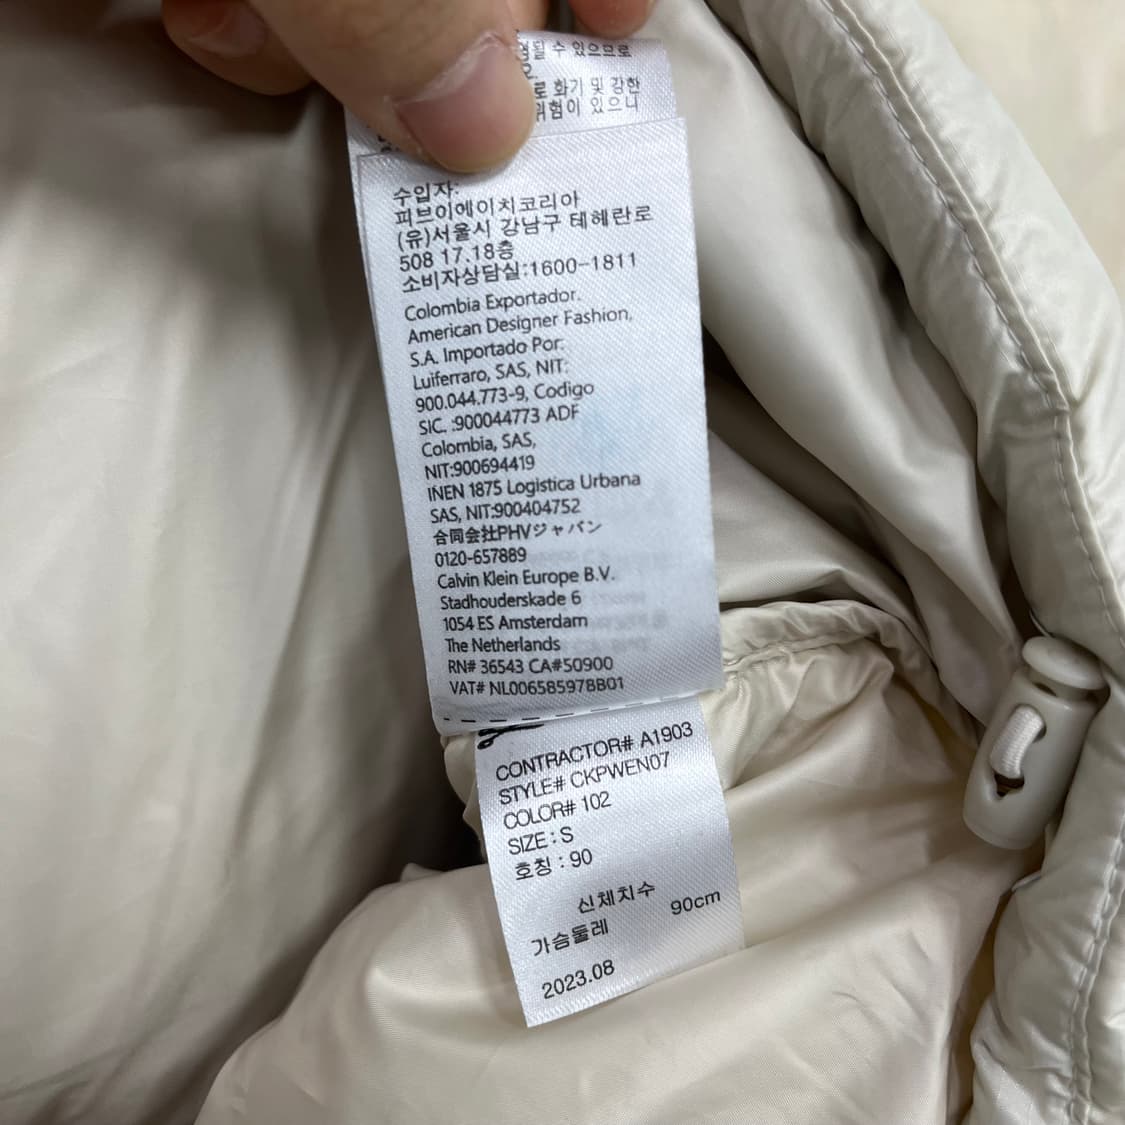 될 수 있으므로
로 화기 및 강한
위험이 있으니
수입자:
피브이에이치코리아
(유)서울시 강남구 테헤란로
508 17.18층
소비자상담실:1600-1811
Colombia Exportador.
American Designer Fashion,
S.A. Importado Por:
Luiferraro, SAS, NIT:
900.044.773-9, Codigo
SIC. :900044773 ADF
Colombia, SAS,
NIT:900694419
INEN 1875 Logistica Urbana
SAS, NIT:900404752
合同会社PHVジャパン
0120-657889
Calvin Klein Europe B.V.
Stadhouderskade 6
1054 ES Amsterdam
The Netherlands
RN# 36543 CA#50900
VAT# NL006585978B01
CONTRACTOR# A1903
STYLE# CKPWEN07
COLOR# 102
SIZE : S
호칭 : 90
신체치수
가슴둘레 90cm
2023.08